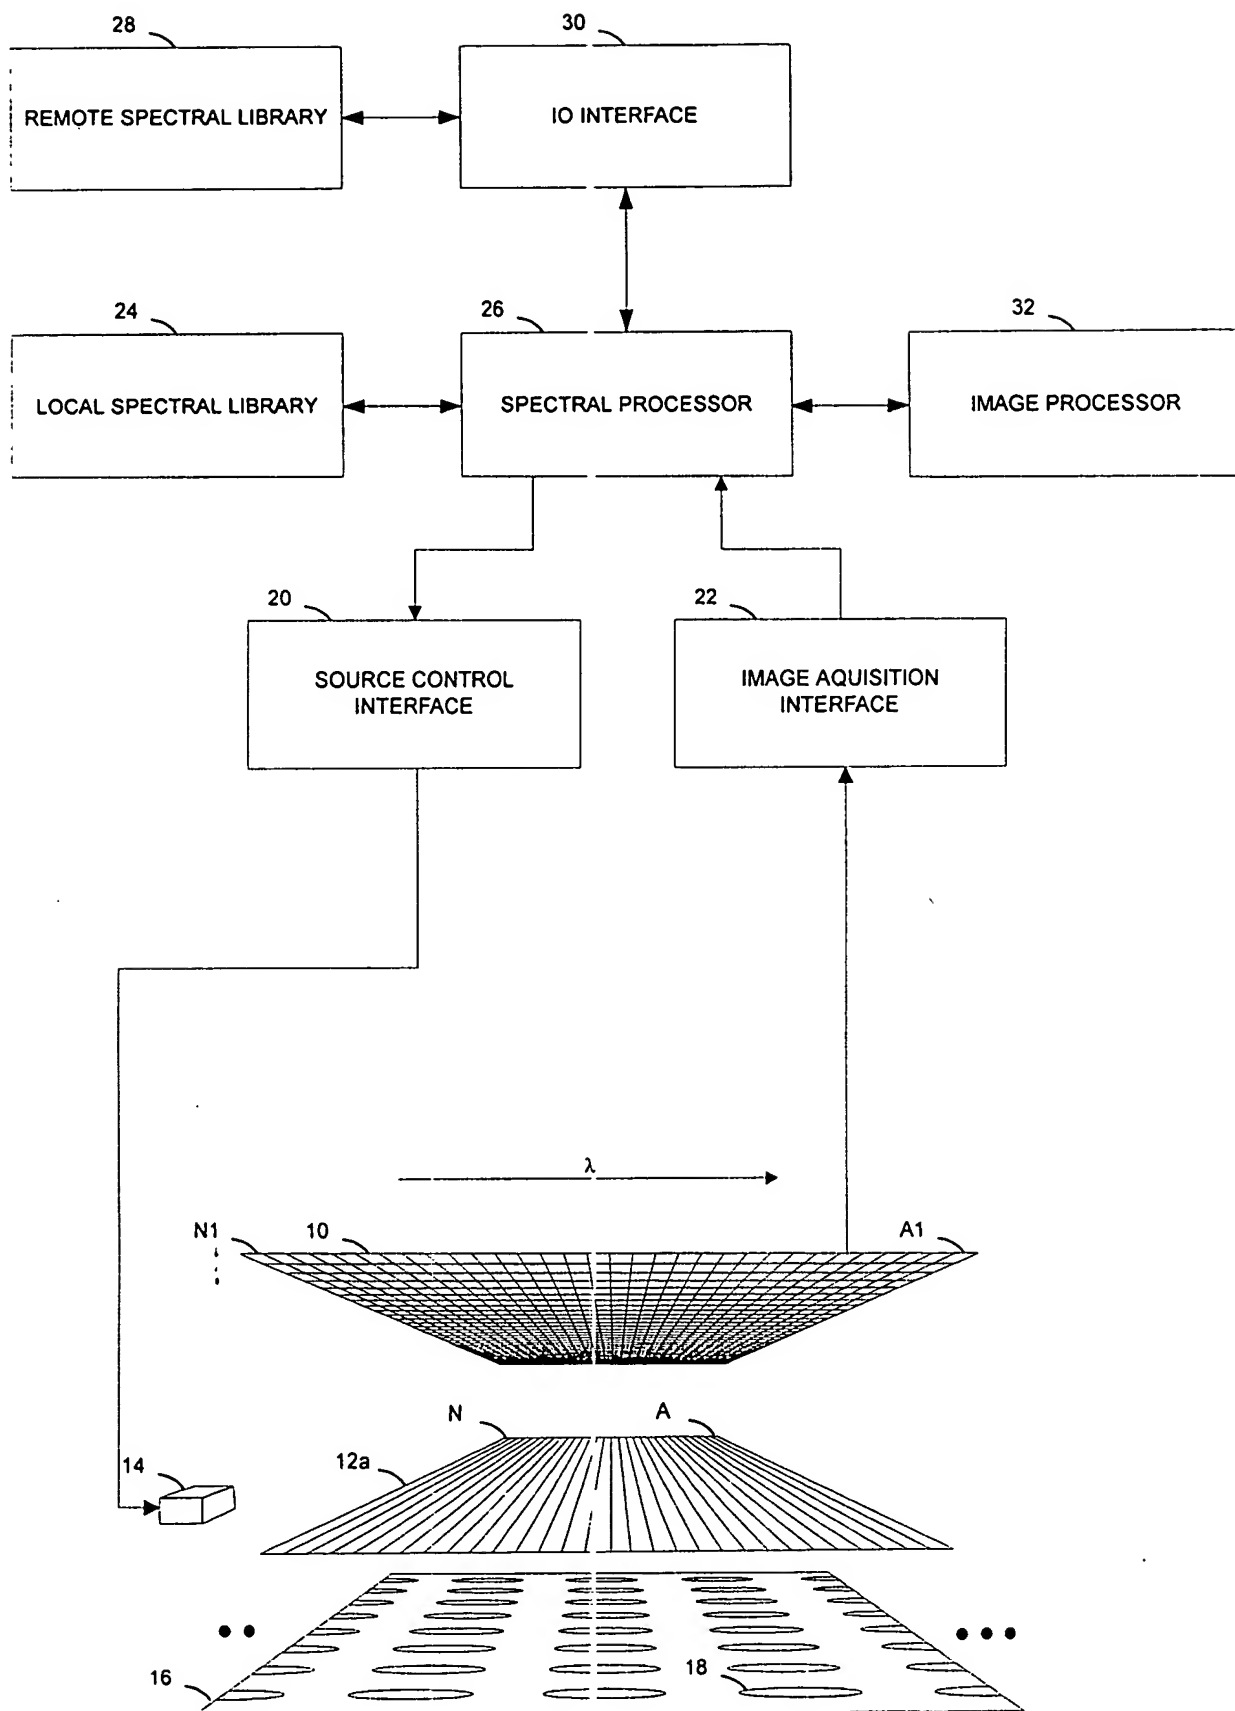 28
30
REMOTE SPECTRAL LIBRARY
IO INTERFACE
24
26
32
LOCAL SPECTRAL LIBRARY
SPECTRAL PROCESSOR
IMAGE PROCESSOR
20
22
SOURCE CONTROL
INTERFACE
IMAGE AQUISITION
INTERFACE
λ
N1
10
A1
N
A
12a
14
16
18